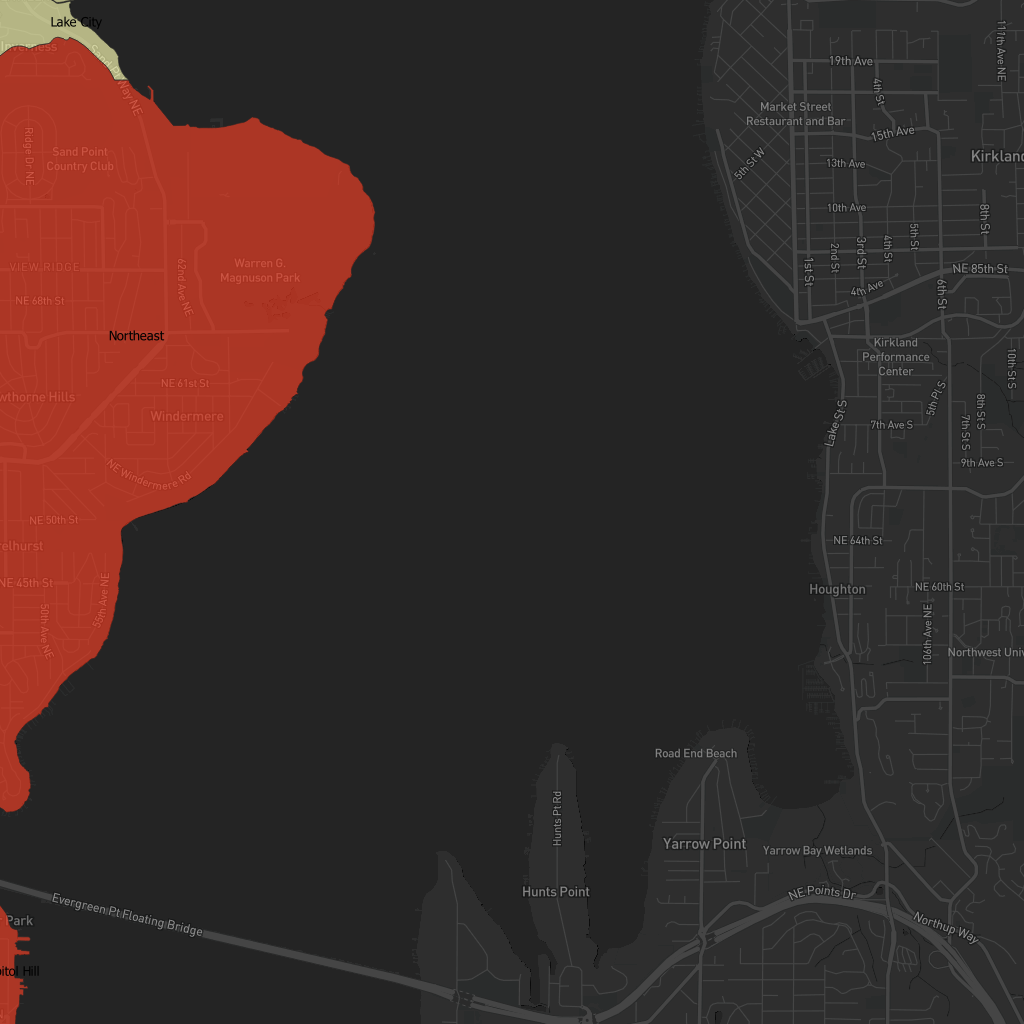 Lake City
Inverness
Sand Pt Way NE
19th Ave
111th Ave NE
4th St
Market Street
Restaurant and Bar
15th Ave
Ridge Dr NE
Sand Point
Country Club
5th St W
13th Ave
Kirkland
10th Ave
8th St
5th St
4th St
3rd St
2nd St
1st St
VIEW RIDGE
62nd Ave NE
Warren G.
Magnuson Park
NE 85th St
4th Ave
6th St
NE 68th St
Northeast
Kirkland
Performance
Center
10th St S
NE 61st St
wthorne Hills
Windermere
5th Pl S
8th St S
Lake St S
7th Ave S
7th St S
9th Ave S
NE Windermere Rd
NE 50th St
relhurst
NE 64th St
NE 45th St
55th Ave NE
50th Ave NE
Houghton
NE 60th St
106th Ave NE
Northwest Univ
Road End Beach
Hunts Pt Rd
Yarrow Point
Yarrow Bay Wetlands
Hunts Point
NE Points Dr
Evergreen Pt Floating Bridge
Northup Way
Park
pitol Hill